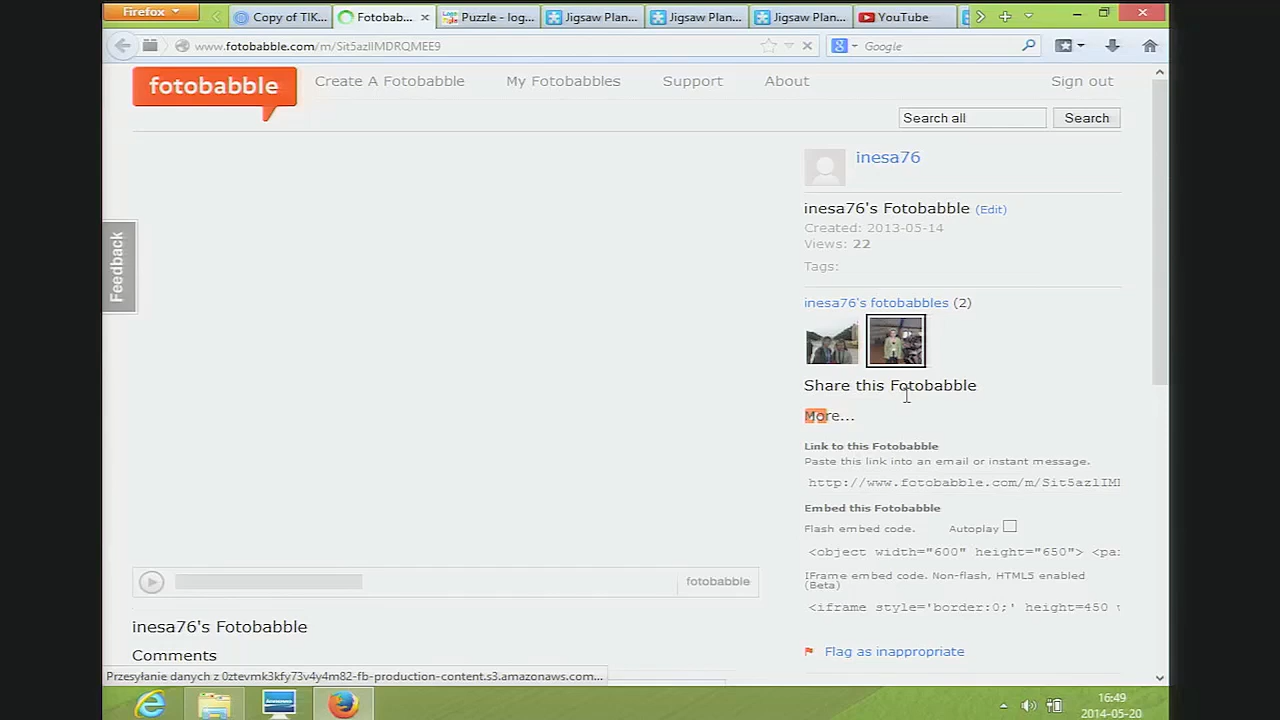 Firefox
Copy of TIK...
Fotobab...
Puzzle - log...
Jigsaw Plan...
Jigsaw Plan...
Jigsaw Plan...
YouTube
www.fotobabble.com/m/Sit5azlIMDRQMEE9
Google
fotobabble
Create A Fotobabble
My Fotobabbles
Support
About
Sign out
Search all
Search
inesa76
inesa76's Fotobabble (Edit)
Created: 2013-05-14
Views: 22
Tags:
Feedback
inesa76's fotobabbles (2)
Share this Fotobabble
More...
Link to this Fotobabble
Paste this link into an email or instant message.
http://www.fotobabble.com/m/Sit5azlIM
Embed this Fotobabble
Flash embed code. Autoplay
<object width="600" height="650"> <pa:
IFrame embed code. Non-flash, HTML5 enabled
(Beta)
<iframe style='border:0;' height=450
fotobabble
inesa76's Fotobabble
Comments
Flag as inappropriate
Przesyłanie danych z 0ztevmk3kfy73v4y4m82-fb-production-content.s3.amazonaws.com...
16:49
2014-05-20